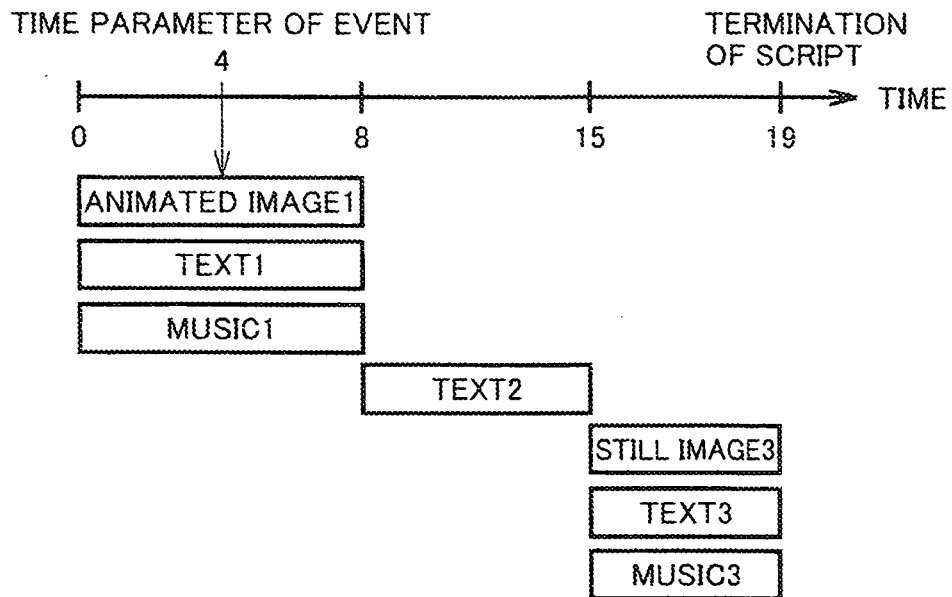 TIME PARAMETER OF EVENT
4
TERMINATION
OF SCRIPT
TIME
0
8
15
19
ANIMATED IMAGE1
TEXT1
MUSIC1
TEXT2
STILL IMAGE3
TEXT3
MUSIC3